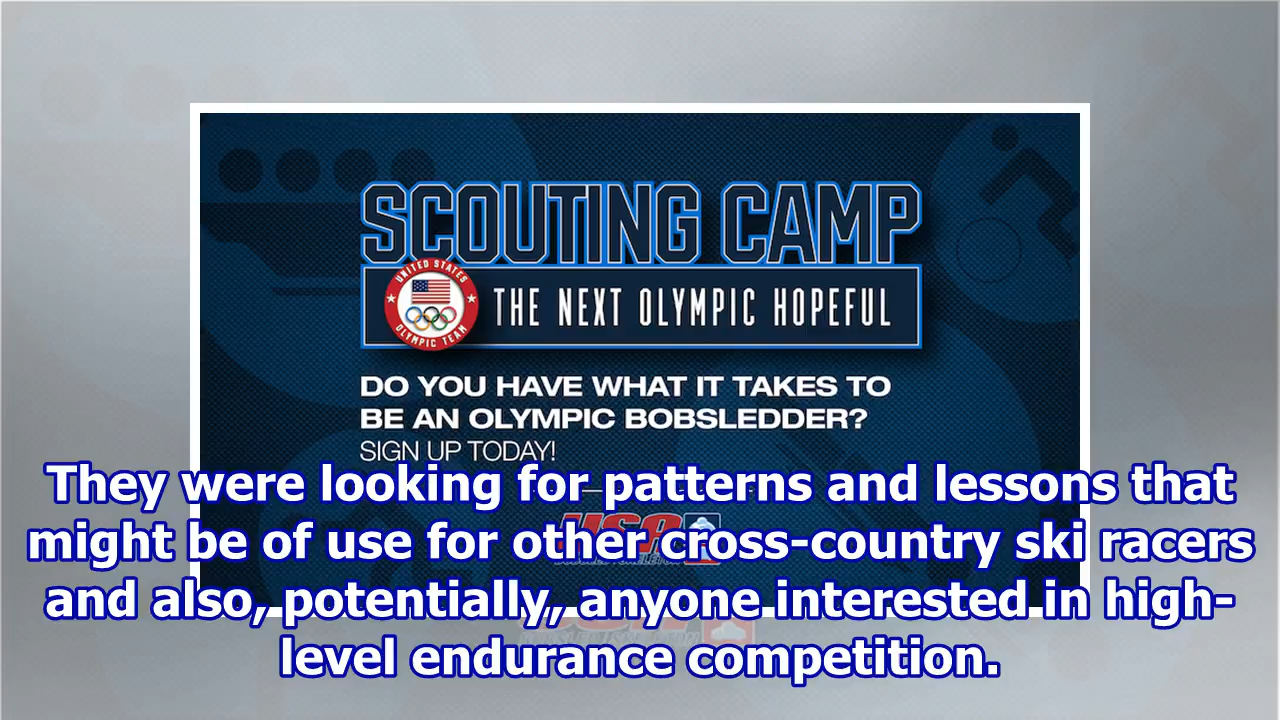 SCOUTING CAMP
UNITED STATES
OLYMPIC TEAM
THE NEXT OLYMPIC HOPEFUL
DO YOU HAVE WHAT IT TAKES TO
BE AN OLYMPIC BOBSLEDDER?
SIGN UP TODAY!
They were looking for patterns and lessons that
might be of use for other cross-country ski racers
and also, potentially, anyone interested in high-
level endurance competition.